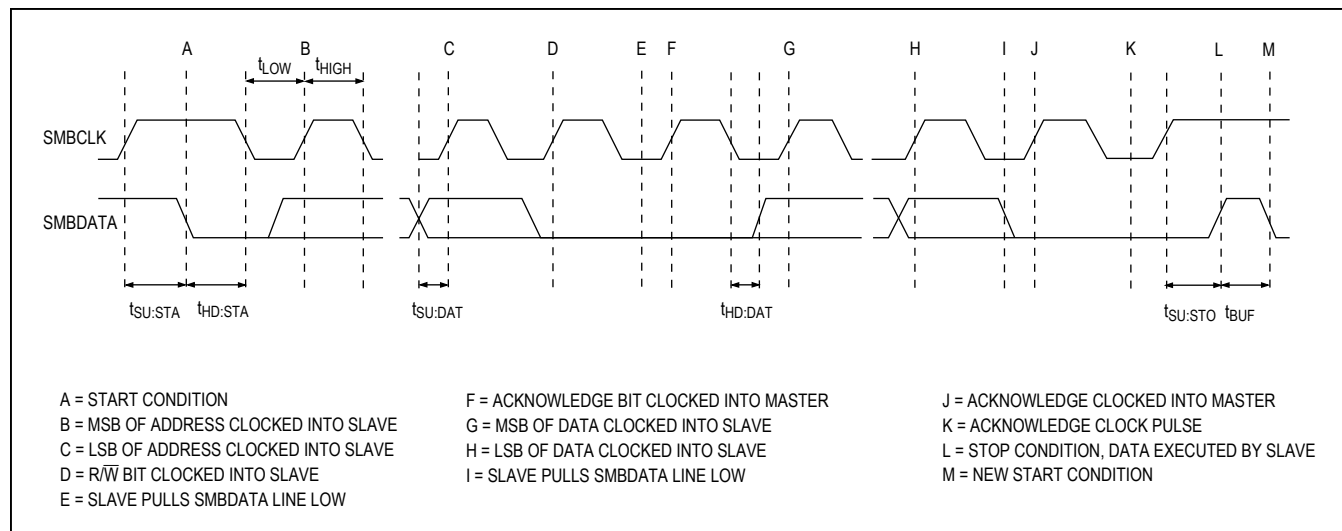 A B C D E F G H I J K L M
tLOW tHIGH
SMBCLK
SMBDATA
tSU:STA tHD:STA tSU:DAT tHD:DAT tSU:STO tBUF
A = START CONDITION
B = MSB OF ADDRESS CLOCKED INTO SLAVE
C = LSB OF ADDRESS CLOCKED INTO SLAVE
D = R/W̅ BIT CLOCKED INTO SLAVE
E = SLAVE PULLS SMBDATA LINE LOW
F = ACKNOWLEDGE BIT CLOCKED INTO MASTER
G = MSB OF DATA CLOCKED INTO SLAVE
H = LSB OF DATA CLOCKED INTO SLAVE
I = SLAVE PULLS SMBDATA LINE LOW
J = ACKNOWLEDGE CLOCKED INTO MASTER
K = ACKNOWLEDGE CLOCK PULSE
L = STOP CONDITION, DATA EXECUTED BY SLAVE
M = NEW START CONDITION